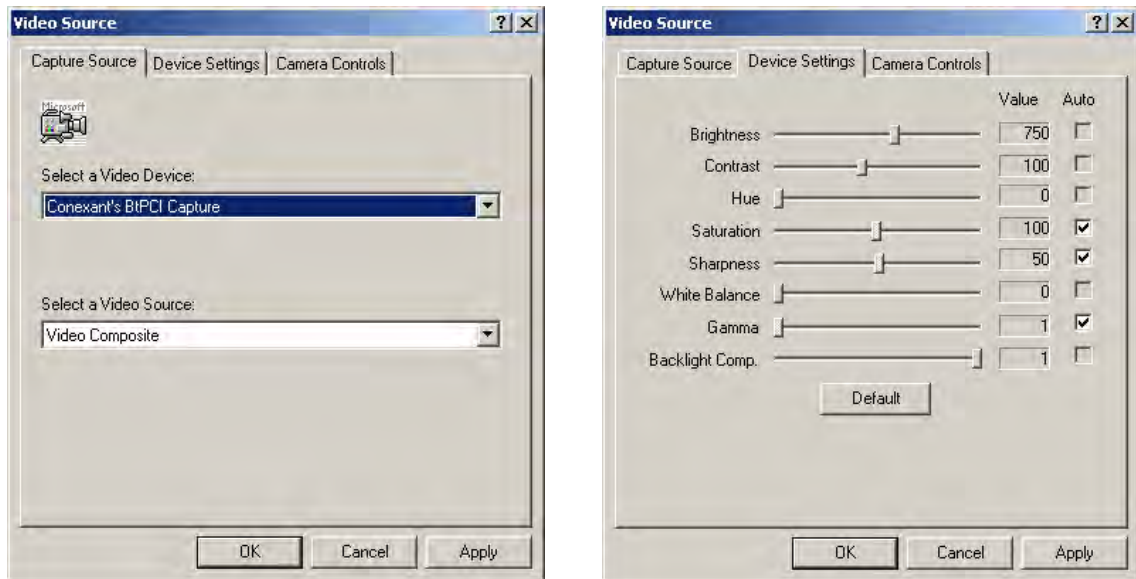 Video Source
Capture Source Device Settings Camera Controls
Microsoft
Select a Video Device:
Conexant's BtPCI Capture
Select a Video Source:
Video Composite
OK Cancel Apply
Video Source
Capture Source Device Settings Camera Controls
Value Auto
Brightness 750
Contrast 100
Hue 0
Saturation 100
Sharpness 50
White Balance 0
Gamma 1
Backlight Comp. 1
Default
OK Cancel Apply